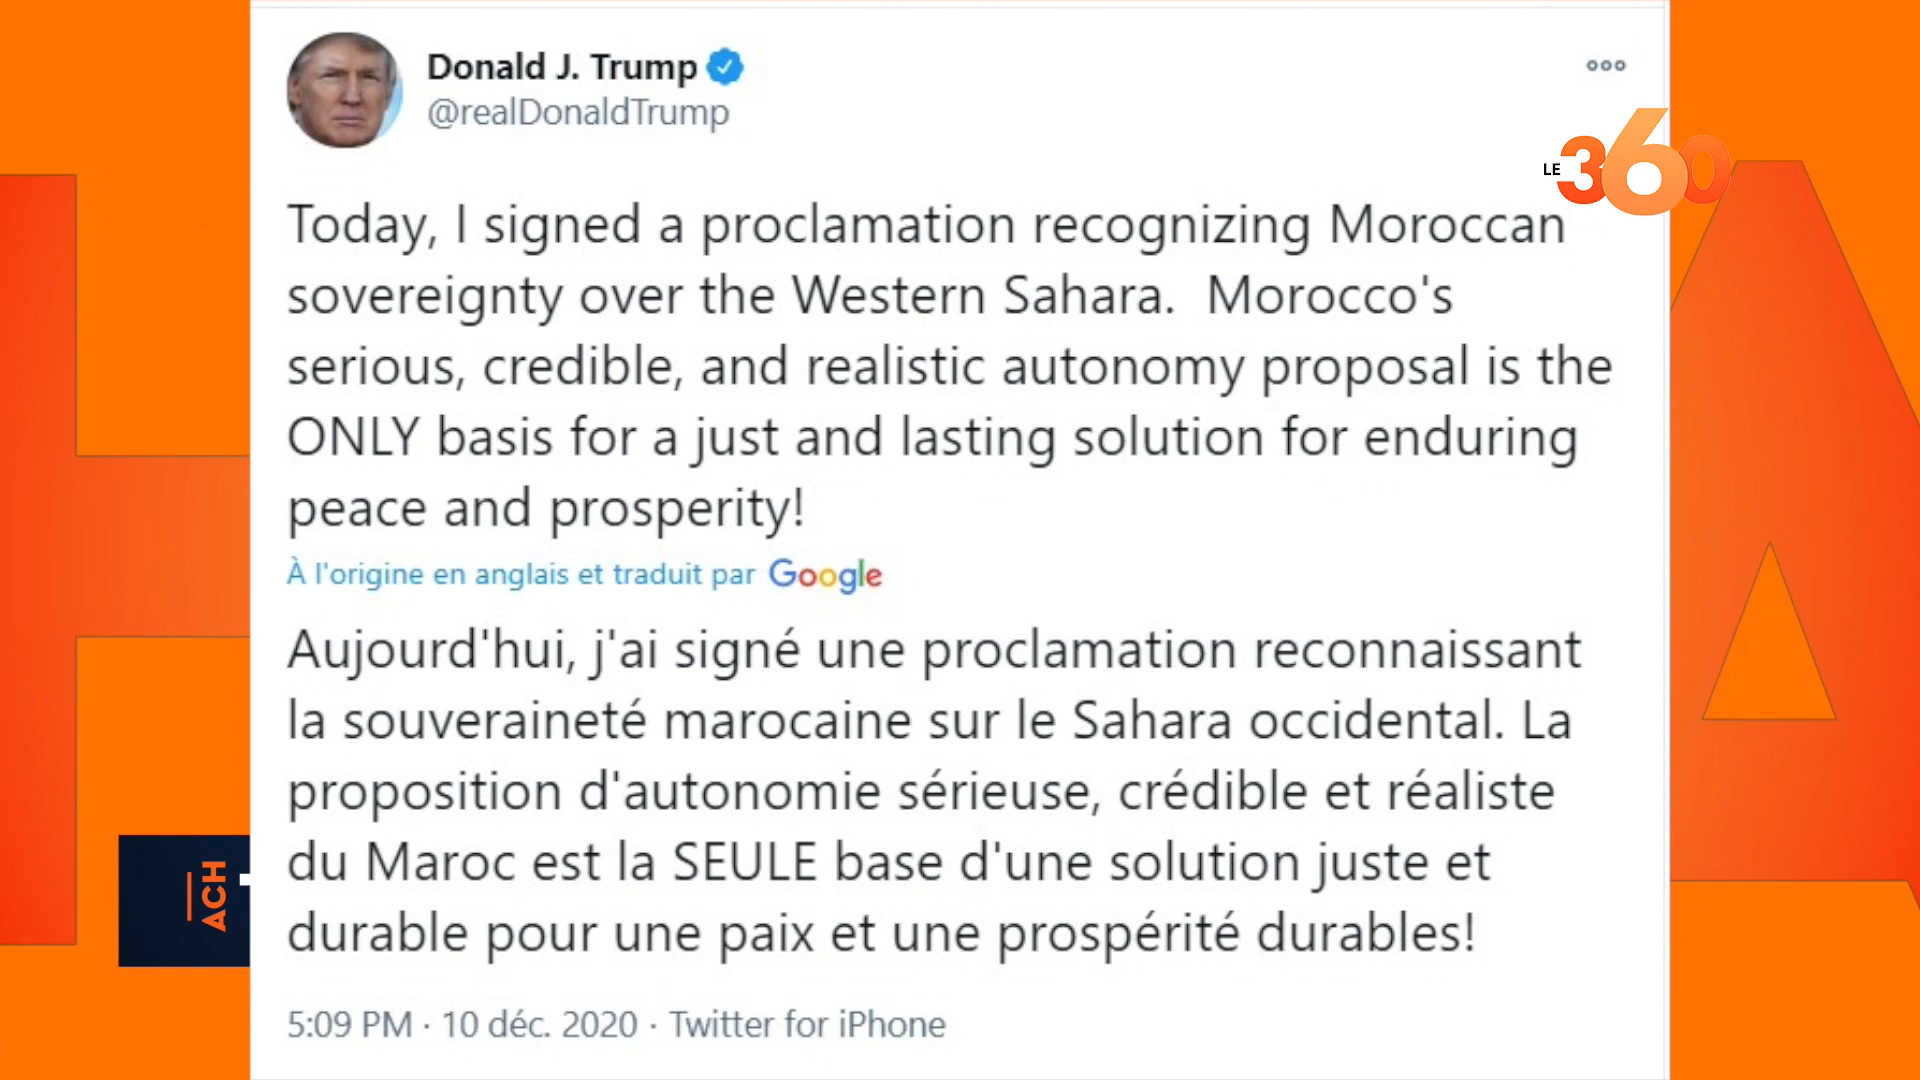 Donald J. Trump
@realDonaldTrump
LE 360
Today, I signed a proclamation recognizing Moroccan
sovereignty over the Western Sahara.  Morocco's
serious, credible, and realistic autonomy proposal is the
ONLY basis for a just and lasting solution for enduring
peace and prosperity!
À l'origine en anglais et traduit par Google
Aujourd'hui, j'ai signé une proclamation reconnaissant
la souveraineté marocaine sur le Sahara occidental. La
proposition d'autonomie sérieuse, crédible et réaliste
du Maroc est la SEULE base d'une solution juste et
durable pour une paix et une prospérité durables!
5:09 PM · 10 déc. 2020 · Twitter for iPhone
ACH